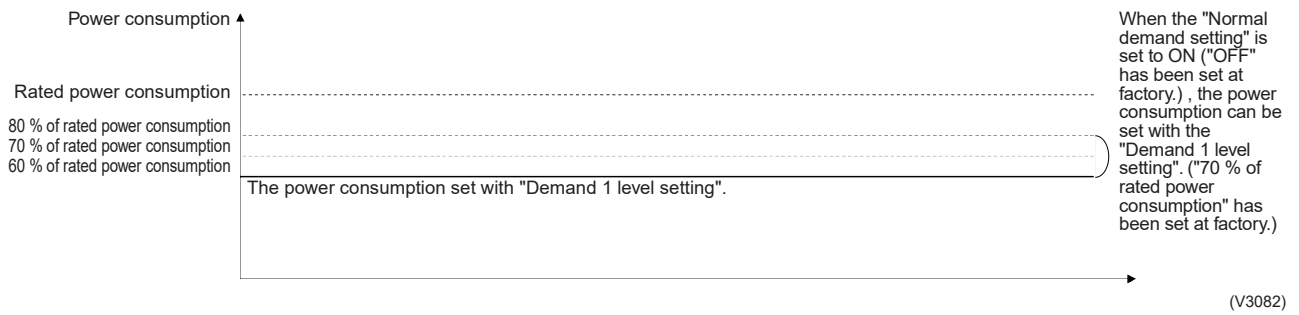 Power consumption
Rated power consumption
80 % of rated power consumption
70 % of rated power consumption
60 % of rated power consumption
The power consumption set with "Demand 1 level setting".
When the "Normal
demand setting" is
set to ON ("OFF"
has been set at
factory.) , the power
consumption can be
set with the
"Demand 1 level
setting". ("70 % of
rated power
consumption" has
been set at factory.)
(V3082)